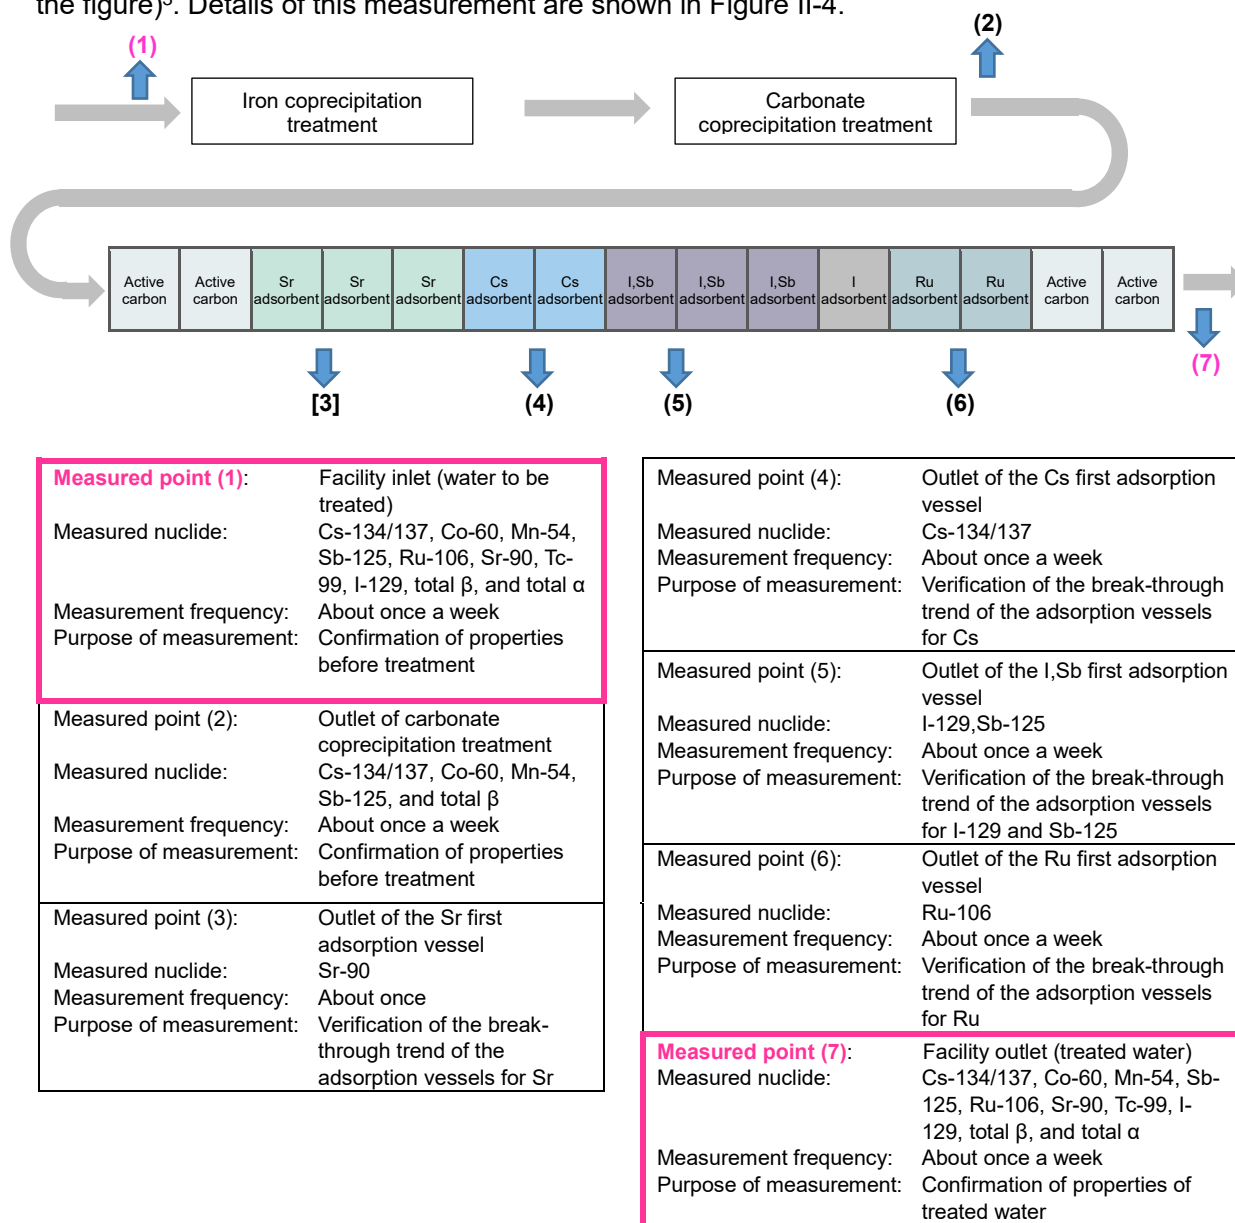 the figure)³. Details of this measurement are shown in Figure II-4.
(1)
(2)
Iron coprecipitation
treatment
Carbonate
coprecipitation treatment
Active
carbon
Active
carbon
Sr
adsorbent
Sr
adsorbent
Sr
adsorbent
Cs
adsorbent
Cs
adsorbent
I,Sb
adsorbent
I,Sb
adsorbent
I,Sb
adsorbent
I
adsorbent
Ru
adsorbent
Ru
adsorbent
Active
carbon
Active
carbon
[3]
(4)
(5)
(6)
(7)
Measured point (1): Facility inlet (water to be
treated)
Measured nuclide: Cs-134/137, Co-60, Mn-54,
Sb-125, Ru-106, Sr-90, Tc-
99, I-129, total β, and total α
Measurement frequency: About once a week
Purpose of measurement: Confirmation of properties
before treatment
Measured point (2): Outlet of carbonate
coprecipitation treatment
Measured nuclide: Cs-134/137, Co-60, Mn-54,
Sb-125, and total β
Measurement frequency: About once a week
Purpose of measurement: Confirmation of properties
before treatment
Measured point (3): Outlet of the Sr first
adsorption vessel
Measured nuclide: Sr-90
Measurement frequency: About once
Purpose of measurement: Verification of the break-
through trend of the
adsorption vessels for Sr
Measured point (4): Outlet of the Cs first adsorption
vessel
Measured nuclide: Cs-134/137
Measurement frequency: About once a week
Purpose of measurement: Verification of the break-through
trend of the adsorption vessels
for Cs
Measured point (5): Outlet of the I,Sb first adsorption
vessel
Measured nuclide: I-129,Sb-125
Measurement frequency: About once a week
Purpose of measurement: Verification of the break-through
trend of the adsorption vessels
for I-129 and Sb-125
Measured point (6): Outlet of the Ru first adsorption
vessel
Measured nuclide: Ru-106
Measurement frequency: About once a week
Purpose of measurement: Verification of the break-through
trend of the adsorption vessels
for Ru
Measured point (7): Facility outlet (treated water)
Measured nuclide: Cs-134/137, Co-60, Mn-54, Sb-
125, Ru-106, Sr-90, Tc-99, I-
129, total β, and total α
Measurement frequency: About once a week
Purpose of measurement: Confirmation of properties of
treated water